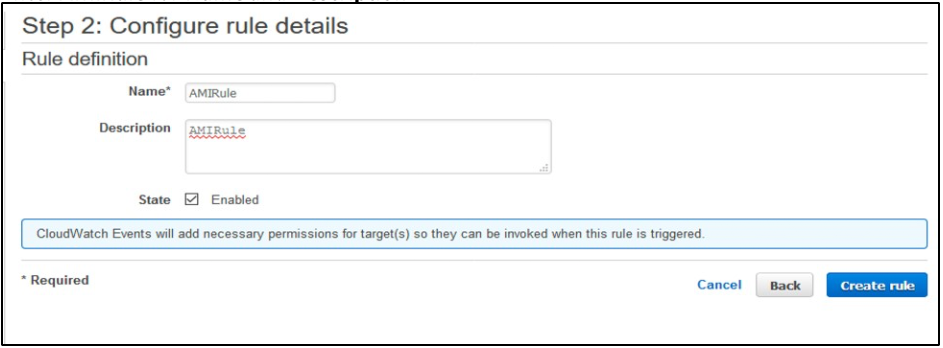 Step 2: Configure rule details
Rule definition
Name* AMIRule
Description AMIRule
State Enabled
CloudWatch Events will add necessary permissions for target(s) so they can be invoked when this rule is triggered.
* Required Cancel Back Create rule